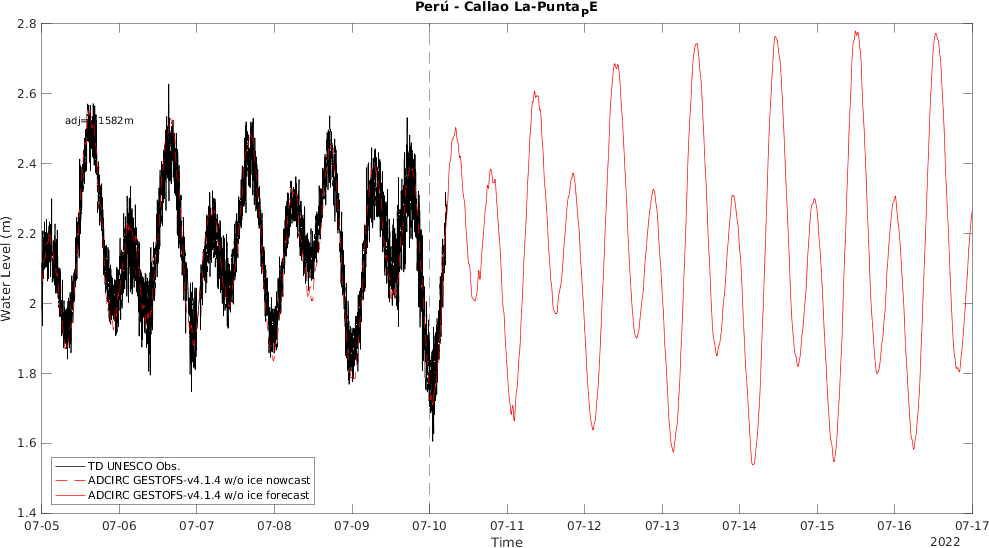 Perú - Callao La-PuntapE
2.8
2.6
2.4
2.2
2
1.8
1.6
1.4
Water Level (m)
1582m
TD UNESCO Obs.
ADCIRC GESTOFS-v4.1.4 w/o ice nowcast
ADCIRC GESTOFS-v4.1.4 w/o ice forecast
07-05 07-06 07-07 07-08 07-09 07-10 07-11 07-12 07-13 07-14 07-15 07-16 07-17
Time
2022